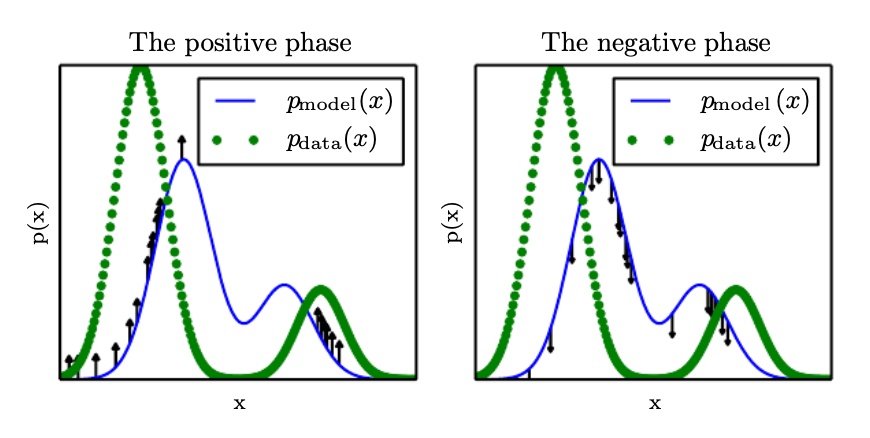 The positive phase
p_model(x)
p_data(x)
p(x)
x
The negative phase
p_model(x)
p_data(x)
p(x)
x